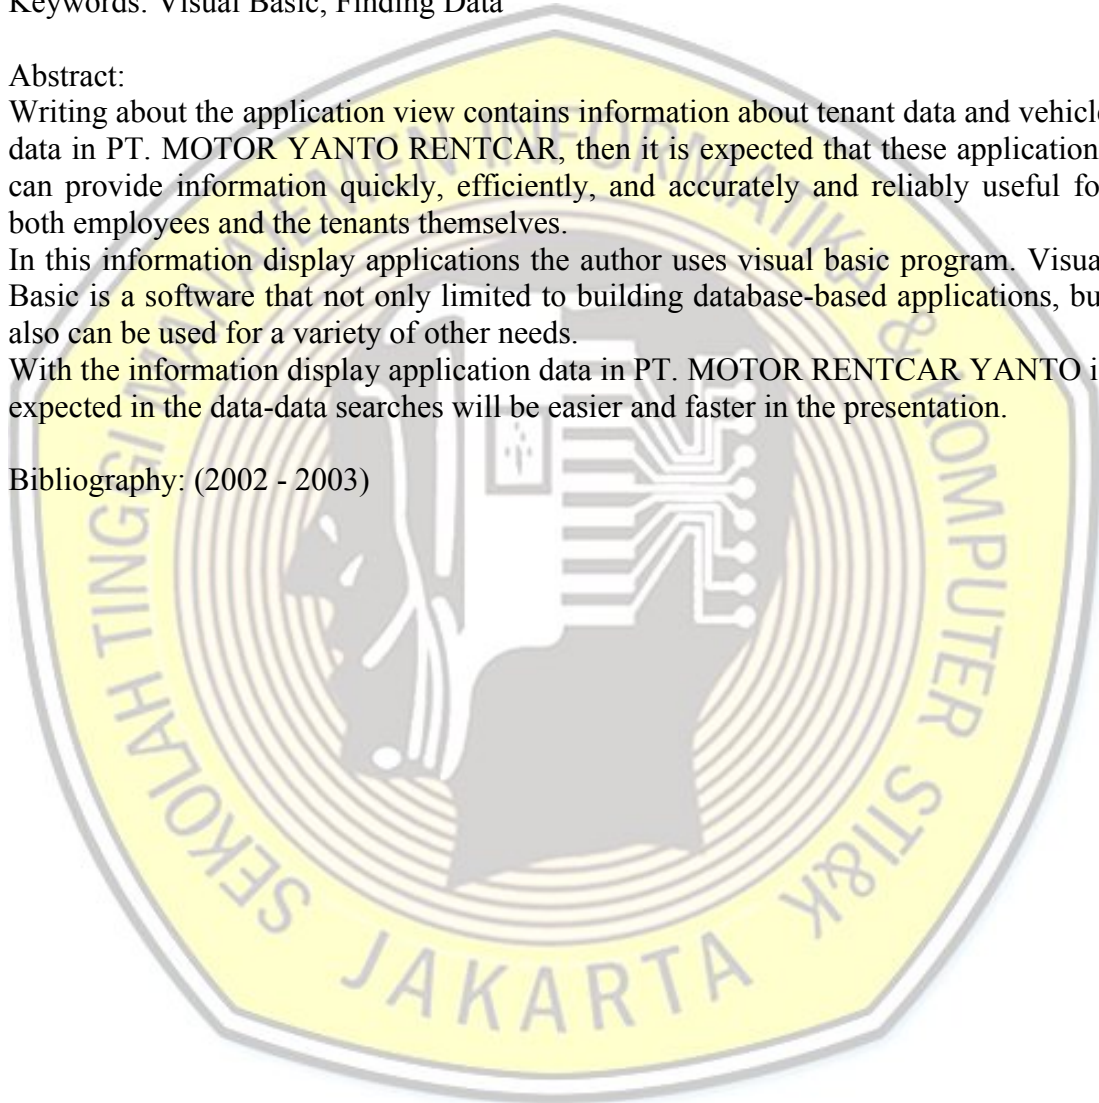 Keywords: Visual Basic, Finding Data
Abstract:
Writing about the application view contains information about tenant data and vehicle
data in PT. MOTOR YANTO RENTCAR, then it is expected that these application
can provide information quickly, efficiently, and accurately and reliably useful fo
both employees and the tenants themselves.
In this information display applications the author uses visual basic program. Visua
Basic is a software that not only limited to building database-based applications, bu
also can be used for a variety of other needs.
With the information display application data in PT. MOTOR RENTCAR YANTO i
expected in the data-data searches will be easier and faster in the presentation.
Bibliography: (2002 - 2003)
SEKOLAH TINGGI MANAJEMEN INFORMATIKA & KOMPUTER STI&K
JAKARTA